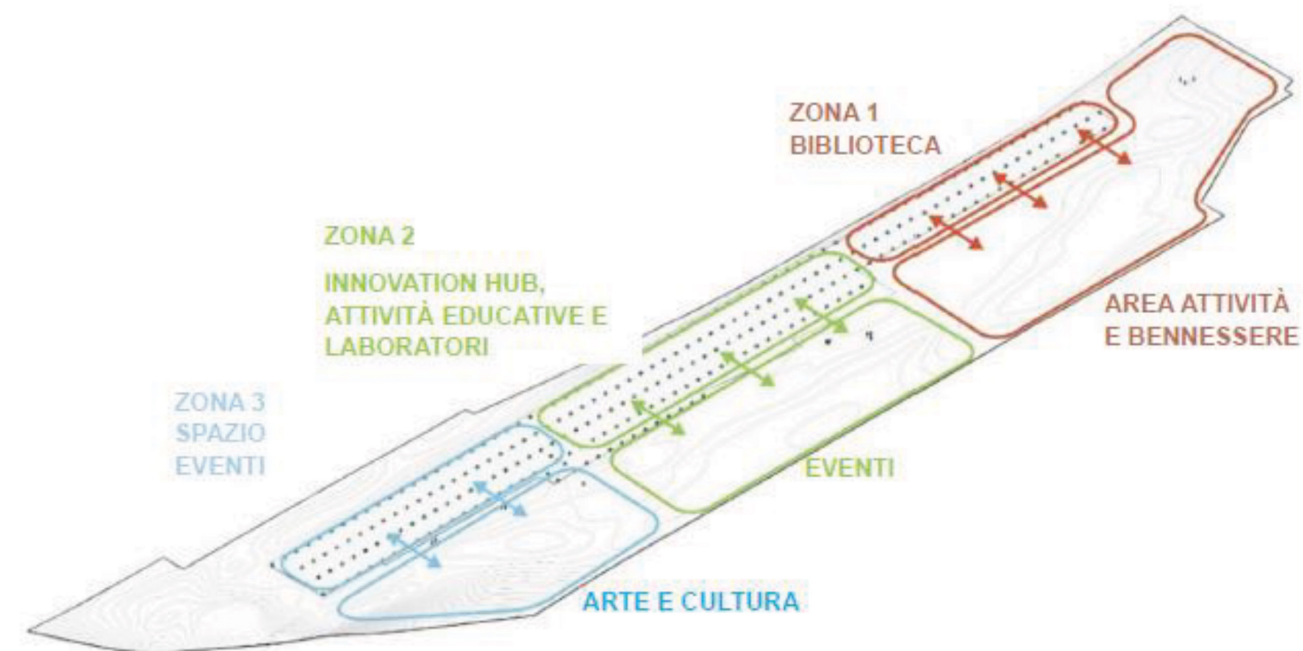 ZONA 1
BIBLIOTECA
ZONA 2
INNOVATION HUB,
ATTIVITÀ EDUCATIVE E
LABORATORI
AREA ATTIVITÀ
E BENNESSERE
ZONA 3
SPAZIO
EVENTI
EVENTI
ARTE E CULTURA